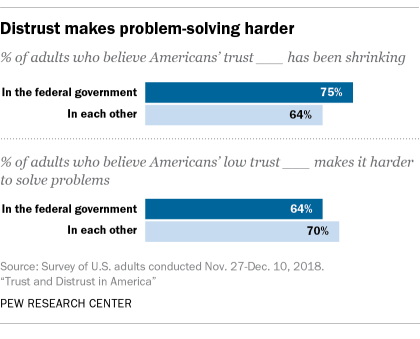 Distrust makes problem-solving harder
% of adults who believe Americans' trust ___ has been shrinking
In the federal government 75%
In each other 64%
% of adults who believe Americans' low trust ___ makes it harder
to solve problems
In the federal government 64%
In each other 70%
Source: Survey of U.S. adults conducted Nov. 27-Dec. 10, 2018.
“Trust and Distrust in America”
PEW RESEARCH CENTER